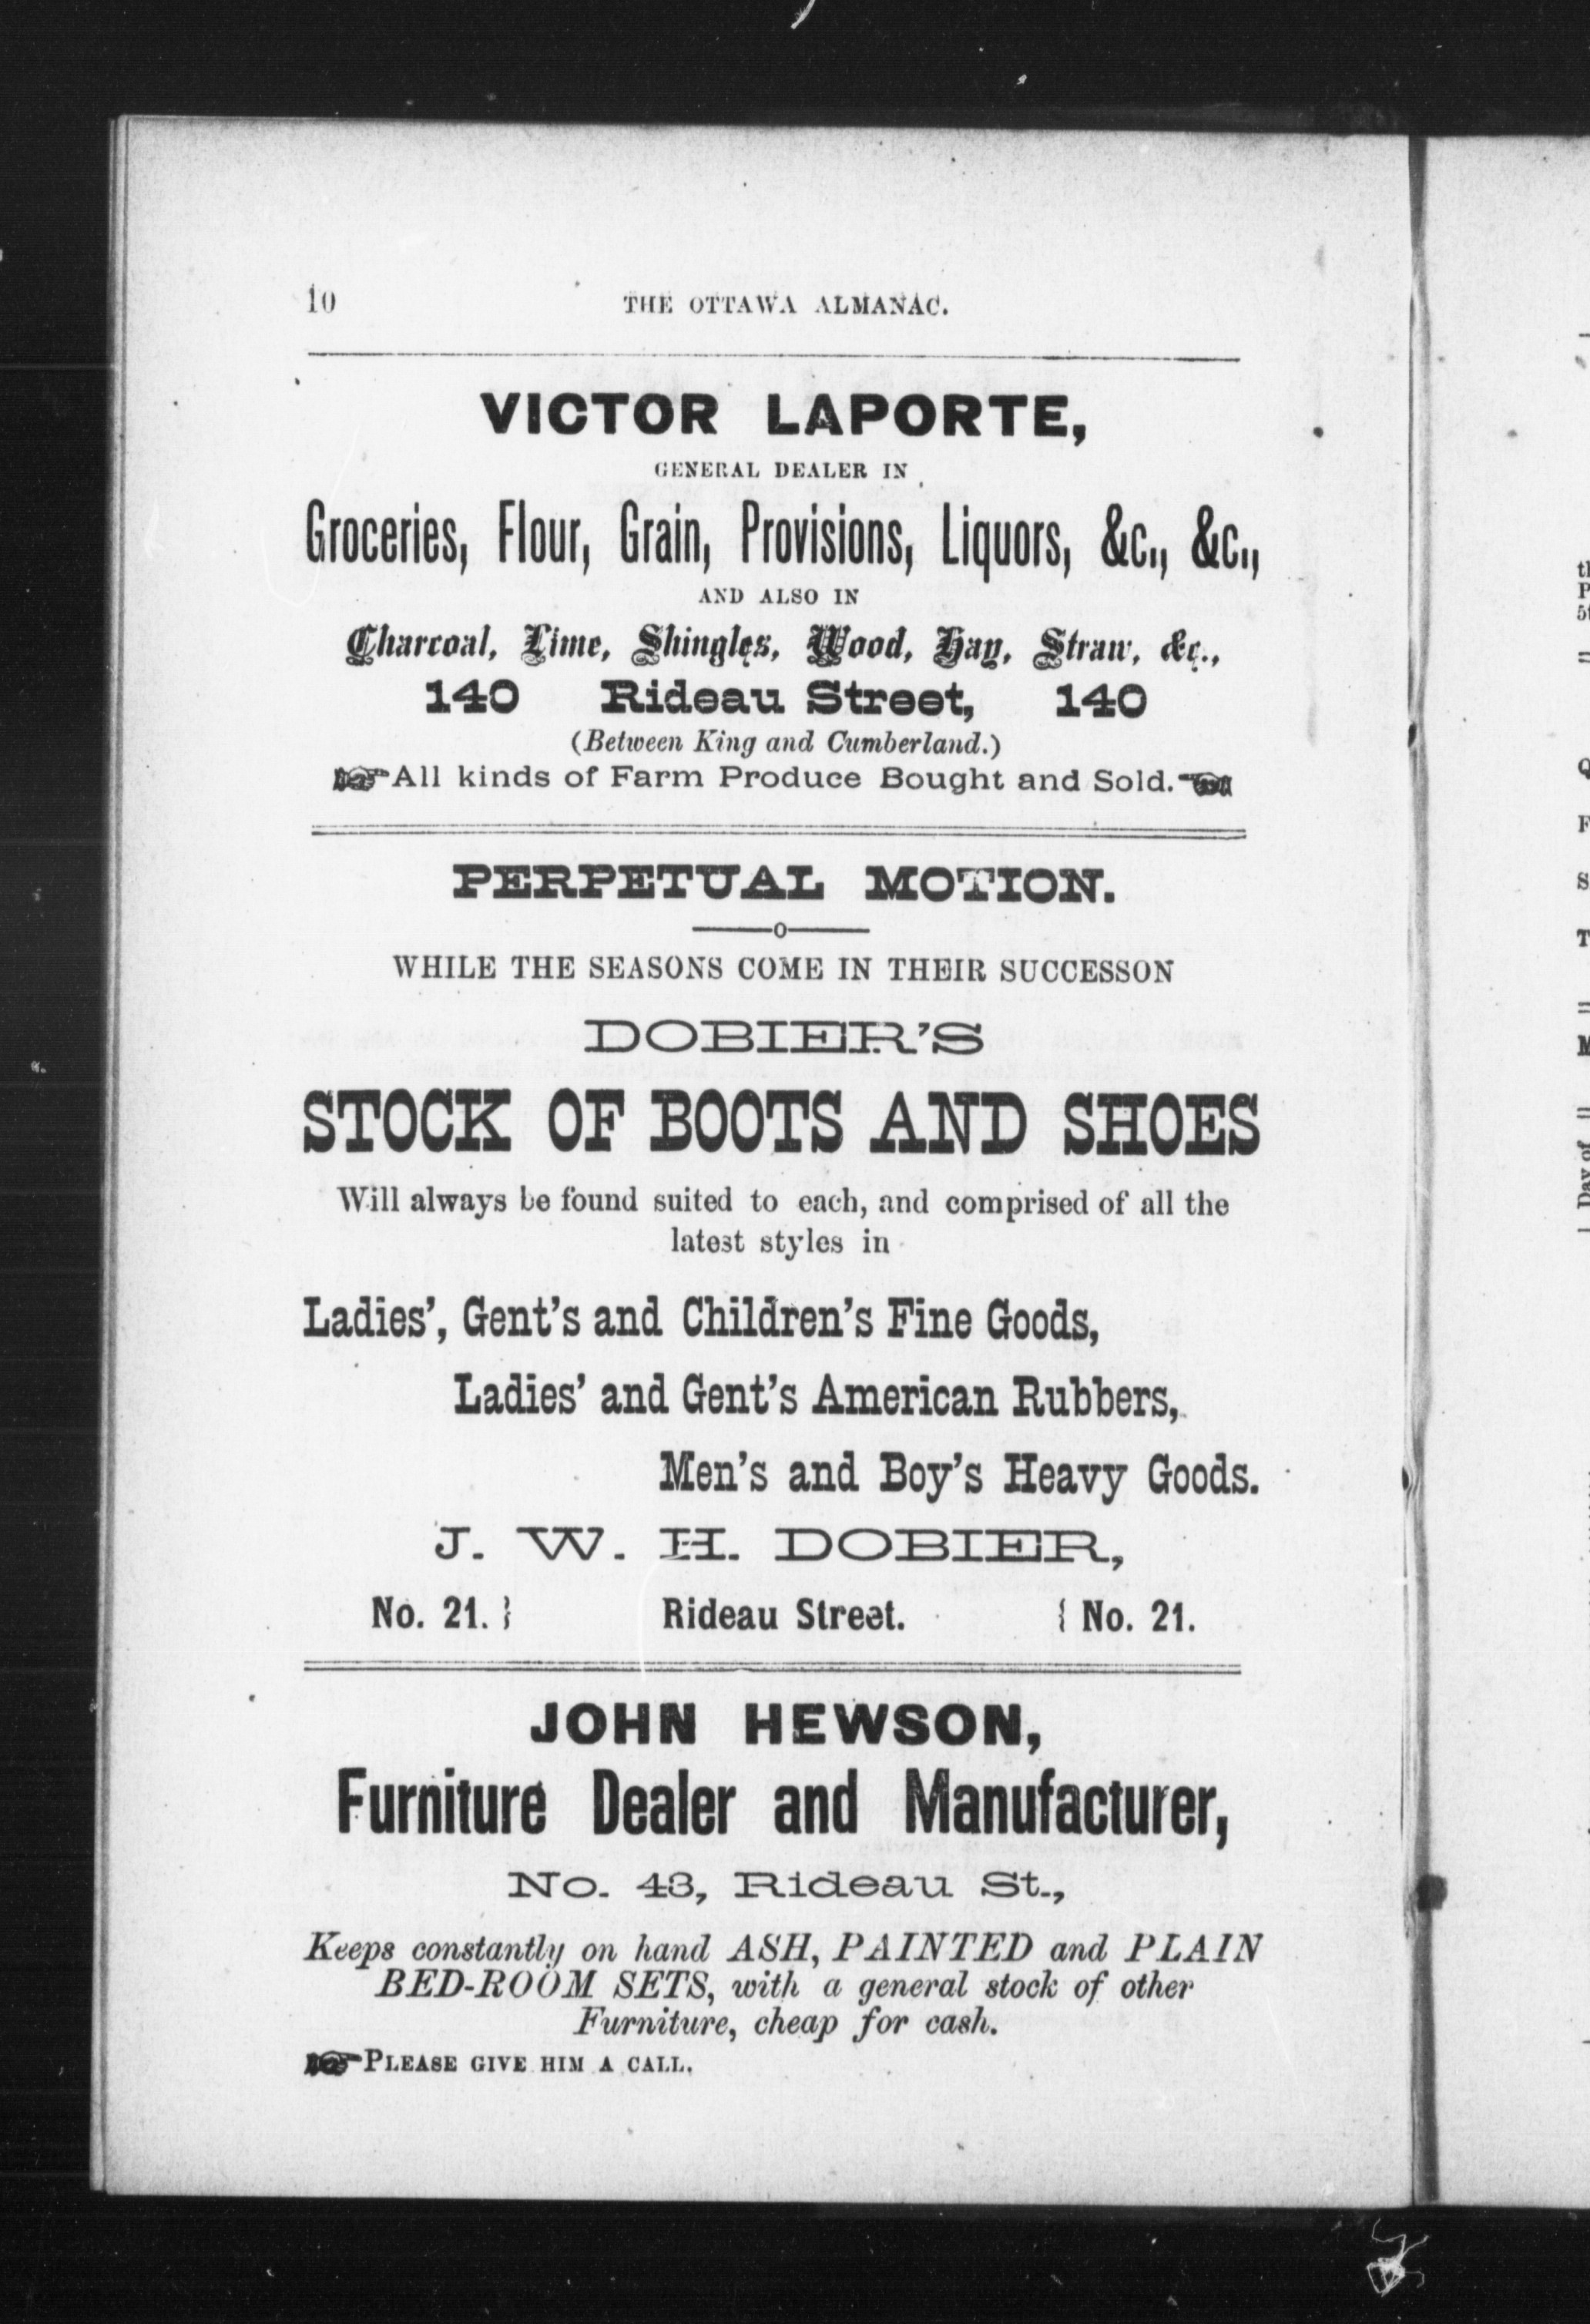 10
THE OTTAWA ALMANAC.
VICTOR LAPORTE,
GENERAL DEALER IN
Groceries, Flour, Grain, Provisions, Liquors, &c., &c.,
AND ALSO IN
Charcoal, Lime, Shingles, Wood, Hay, Straw, &c.,
140 Rideau Street, 140
(Between King and Cumberland.)
☞All kinds of Farm Produce Bought and Sold.☜
PERPETUAL MOTION.
o
WHILE THE SEASONS COME IN THEIR SUCCESSON
DOBIER'S
STOCK OF BOOTS AND SHOES
Will always be found suited to each, and comprised of all the
latest styles in
Ladies', Gent's and Children's Fine Goods,
Ladies' and Gent's American Rubbers,
Men's and Boy's Heavy Goods.
J. W. H. DOBIER,
No. 21. } Rideau Street. { No. 21.
JOHN HEWSON,
Furniture Dealer and Manufacturer,
No. 43, Rideau St.,
Keeps constantly on hand ASH, PAINTED and PLAIN
BED-ROOM SETS, with a general stock of other
Furniture, cheap for cash.
☞PLEASE GIVE HIM A CALL.
Day of